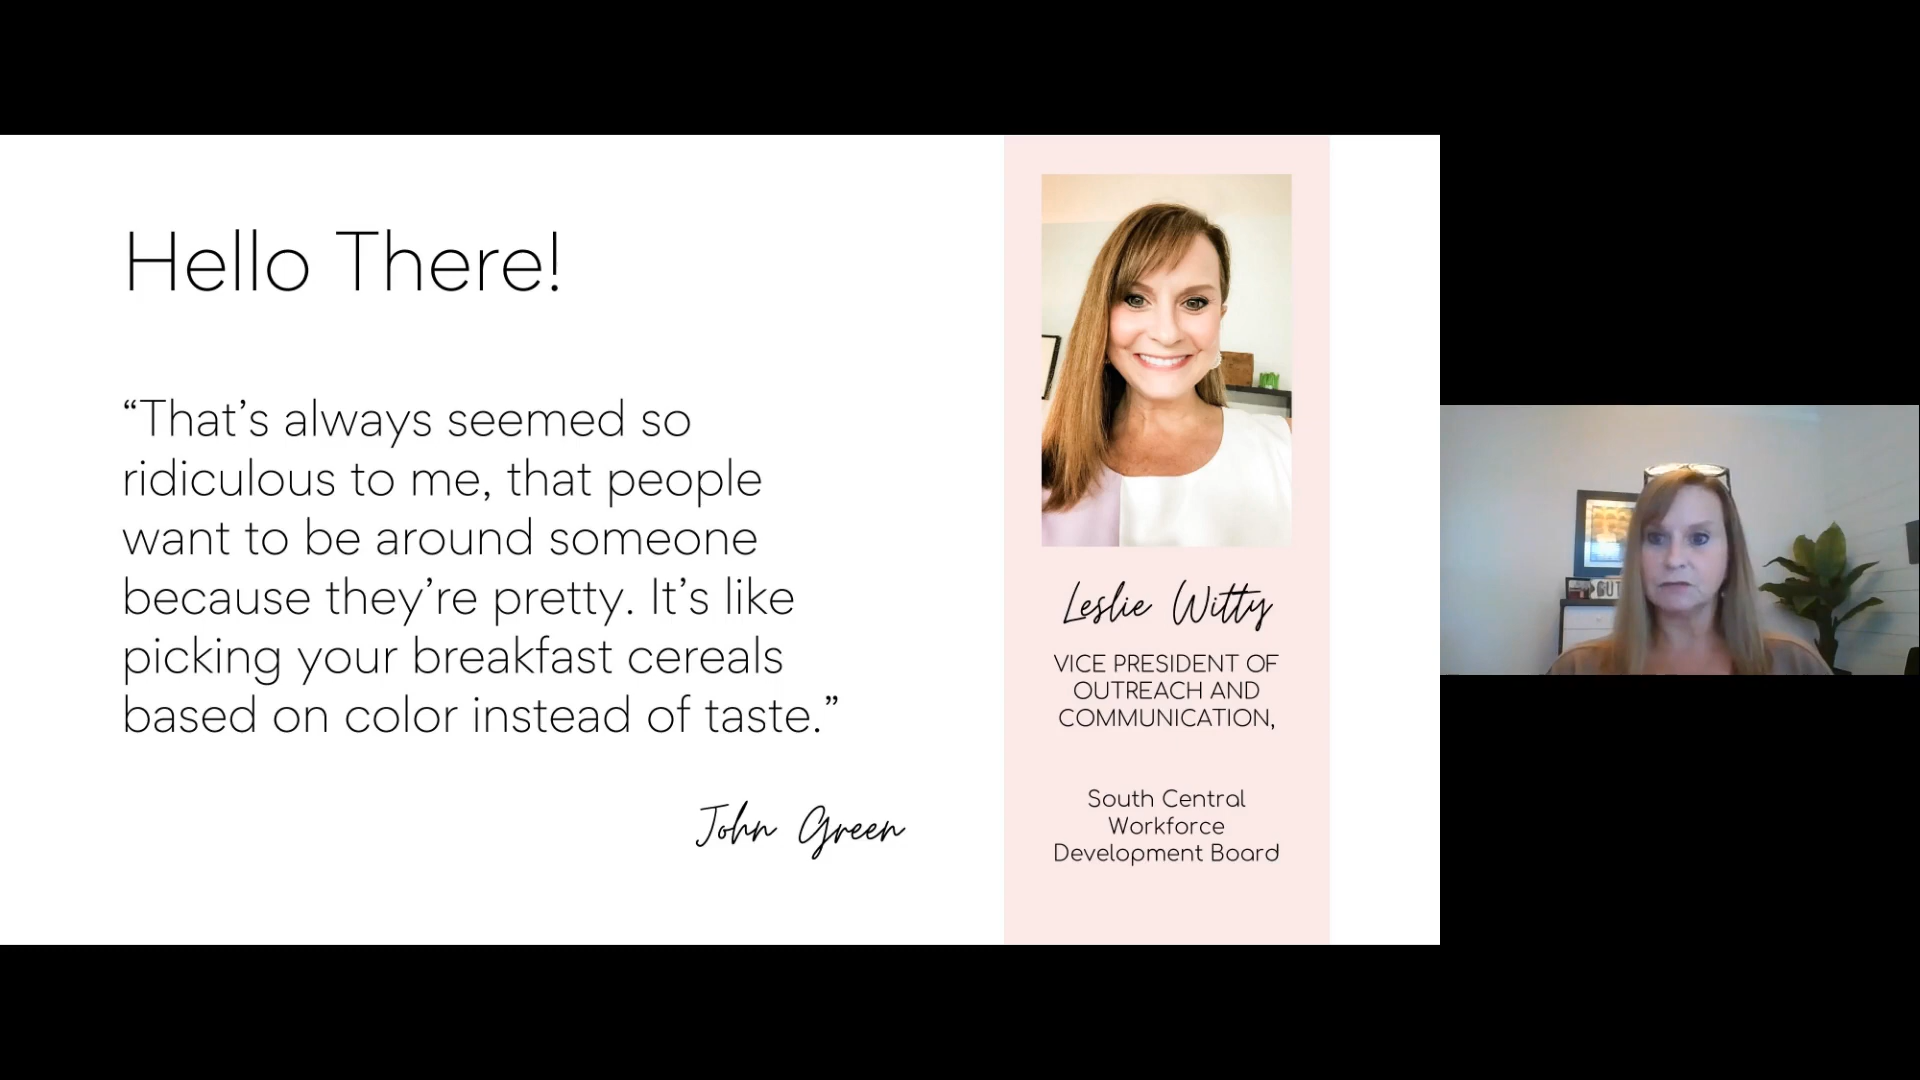 Hello There!
“That’s always seemed so
ridiculous to me, that people
want to be around someone
because they’re pretty. It’s like
picking your breakfast cereals
based on color instead of taste.”
John Green
Leslie Witty
VICE PRESIDENT OF
OUTREACH AND
COMMUNICATION,
South Central
Workforce
Development Board